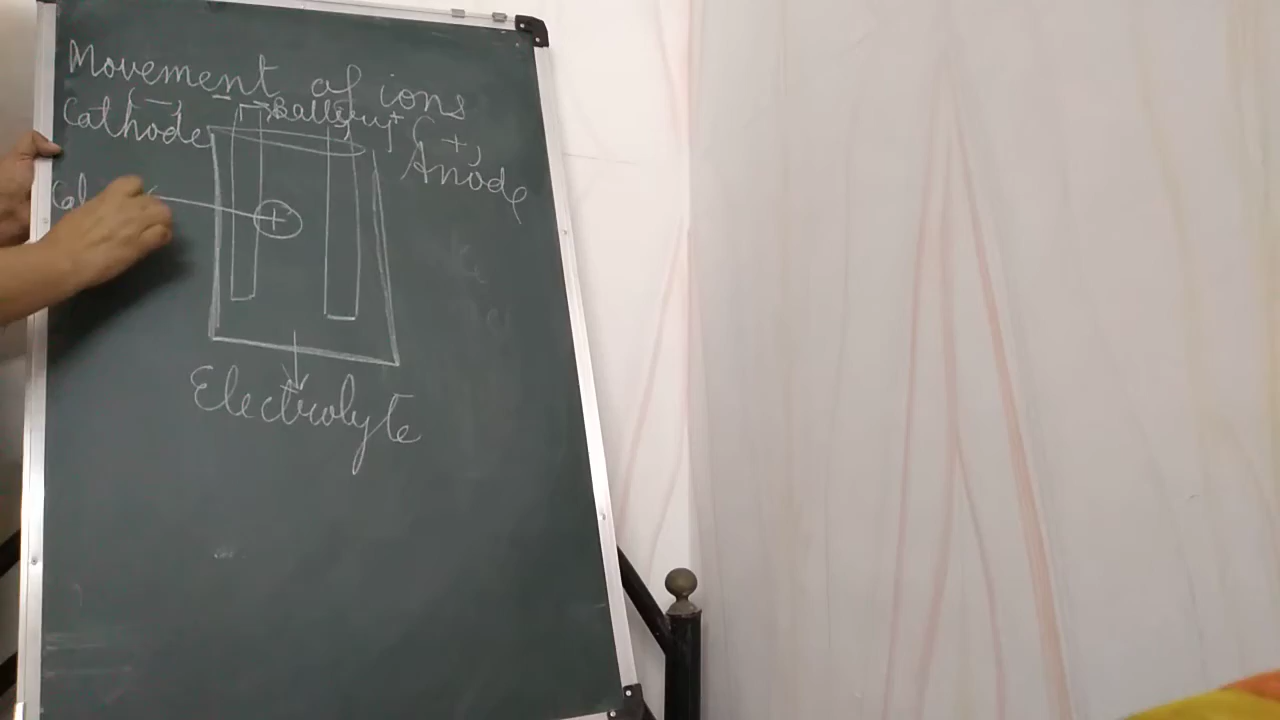 Movement of ions
(-) - Battery + (+)
Cathode
Anode
+
Electrolyte